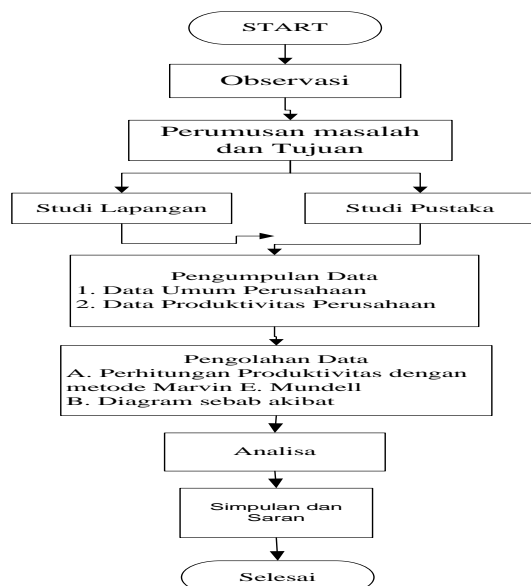 START
Observasi
Perumusan masalah
dan Tujuan
Studi Lapangan
Studi Pustaka
Pengumpulan Data
1. Data Umum Perusahaan
2. Data Produktivitas Perusahaan
Pengolahan Data
A. Perhitungan Produktivitas dengan
metode Marvin E. Mundell
B. Diagram sebab akibat
Analisa
Simpulan dan
Saran
Selesai